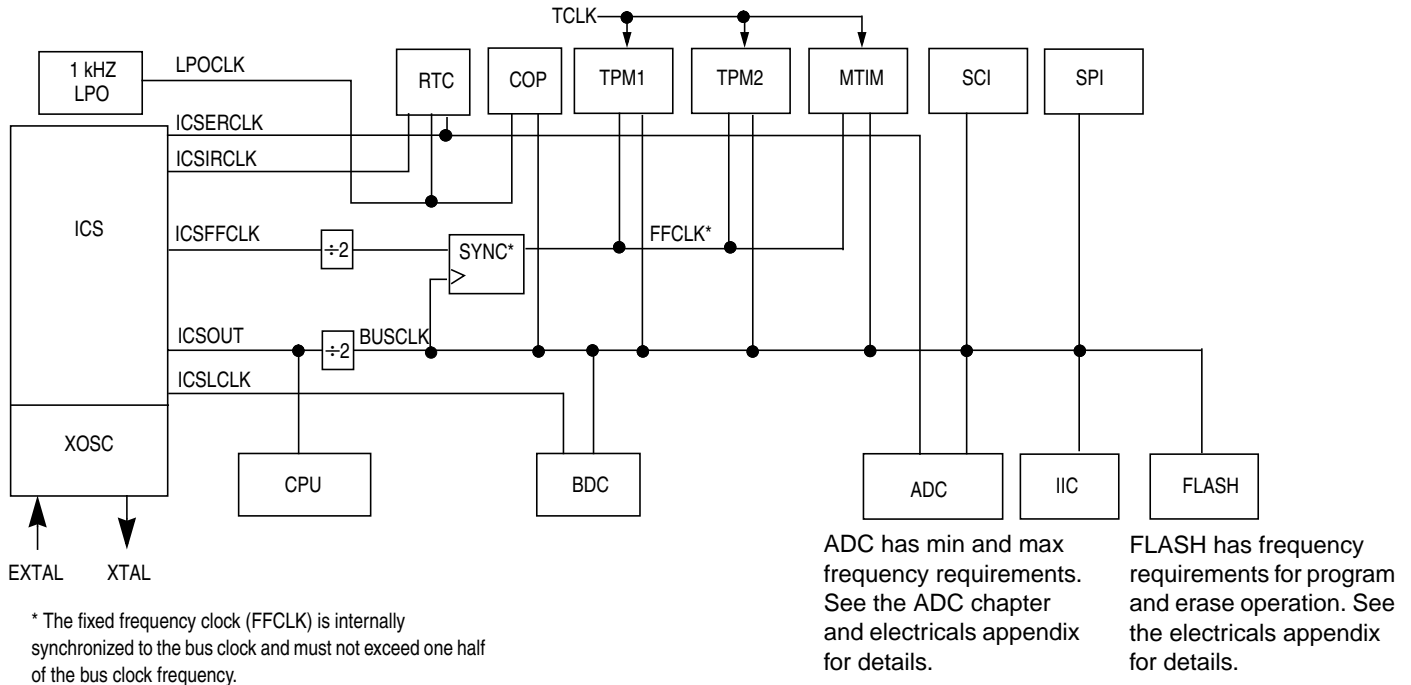 TCLK
1 kHZ
LPO
LPOCLK
RTC
COP
TPM1
TPM2
MTIM
SCI
SPI
ICSERCLK
ICSIRCLK
ICS
ICSFFCLK
÷2
SYNC*
FFCLK*
ICSOUT
÷2
BUSCLK
ICSLCLK
XOSC
CPU
BDC
ADC
IIC
FLASH
EXTAL
XTAL
ADC has min and max
frequency requirements.
See the ADC chapter
and electricals appendix
for details.
FLASH has frequency
requirements for program
and erase operation. See
the electricals appendix
for details.
* The fixed frequency clock (FFCLK) is internally
synchronized to the bus clock and must not exceed one half
of the bus clock frequency.